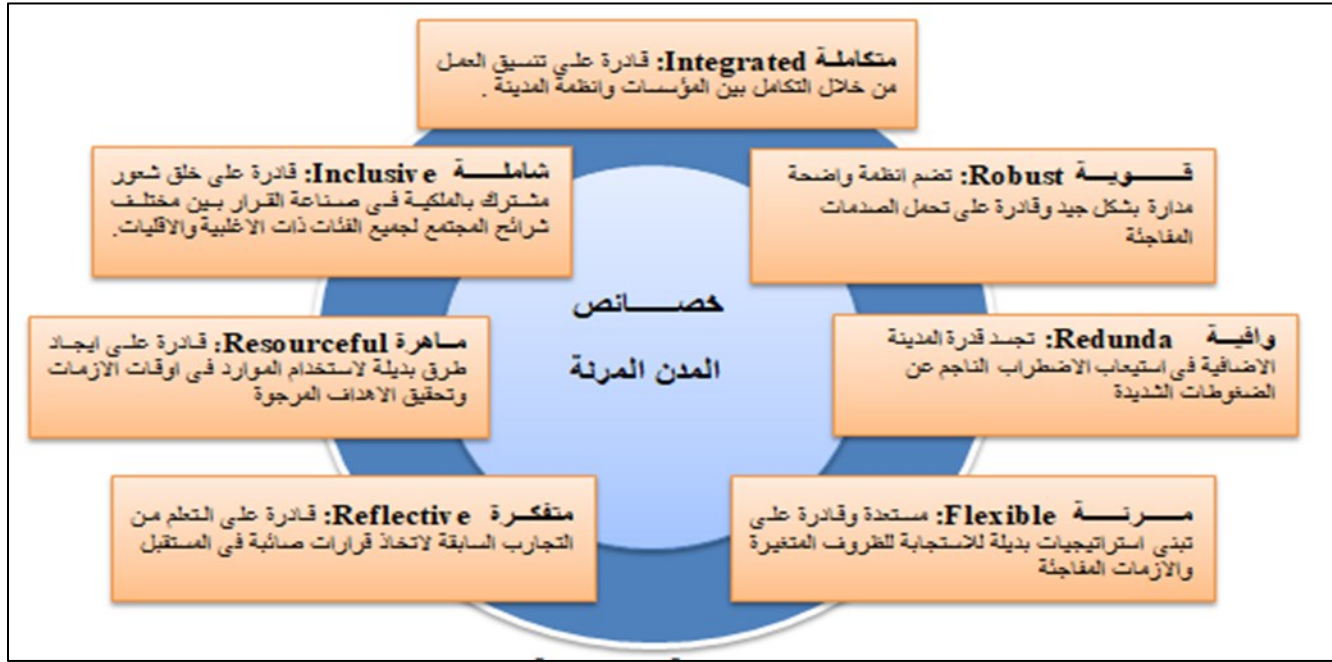 متكاملة Integrated: قادرة على تنسيق العمل
من خلال التكامل بين المؤسسات وانظمة المدينة .
قوية Robust: تضم انظمة واضحة
مدارة بشكل جيد وقادرة على تحمل الصدمات
المفاجئة
وافية Redunda: تجسد قدرة المدينة
الاضافية في استيعاب الاضطراب الناجم عن
الضغوطات الشديدة
مرنة Flexible: مستعدة وقادرة على
تبني استراتيجيات بديلة للاستجابة للظروف المتغيرة
والازمات المفاجئة
متفكرة Reflective: قادرة على التعلم من
التجارب السابقة لاتخاذ قرارات صائبة في المستقبل
ماهرة Resourceful: قادرة على ايجاد
طرق بديلة لاستخدام الموارد في اوقات الازمات
وتحقيق الاهداف المرجوة
شاملة Inclusive: قادرة على خلق شعور
مشترك بالملكية في صناعة القرار بين مختلف
شرائح المجتمع لجميع الفئات ذات الاغلبية والاقليات.
خصائص
المدن المرنة